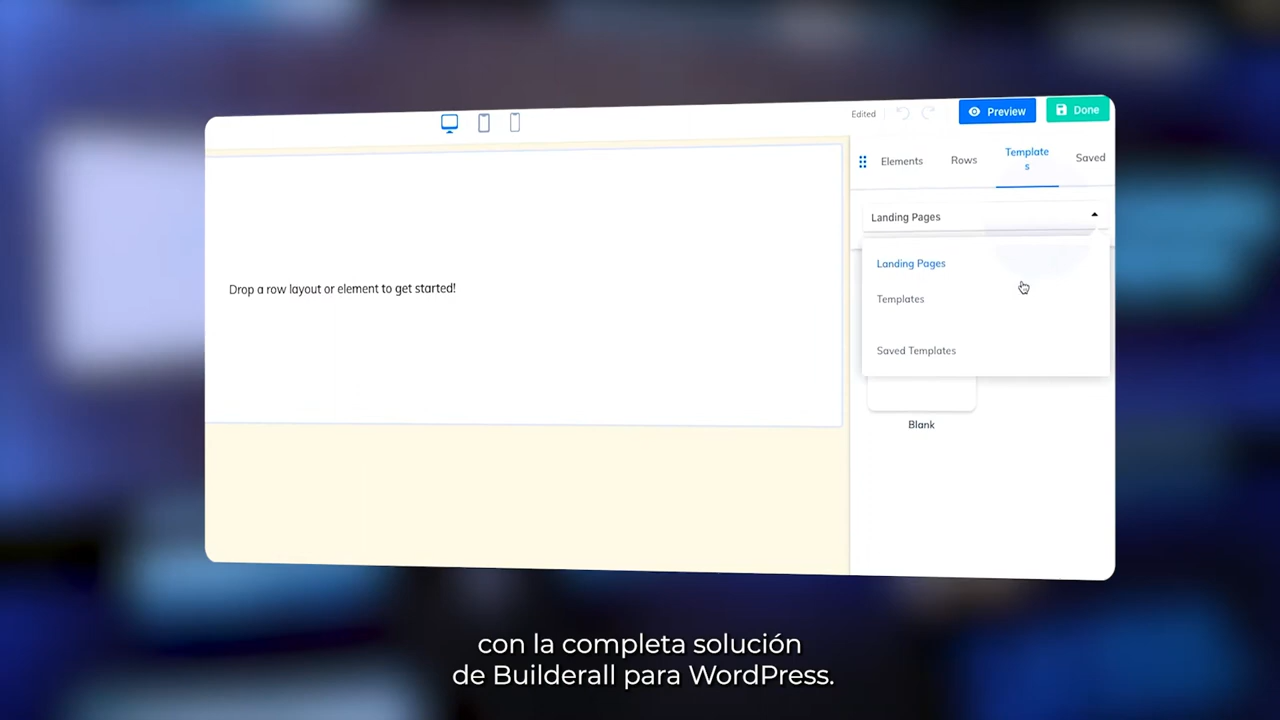 Edited
Preview
Done
Elements
Rows
Template
s
Saved
Landing Pages
Landing Pages
Templates
Saved Templates
Blank
Drop a row layout or element to get started!
con la completa solución
de Builderall para WordPress.